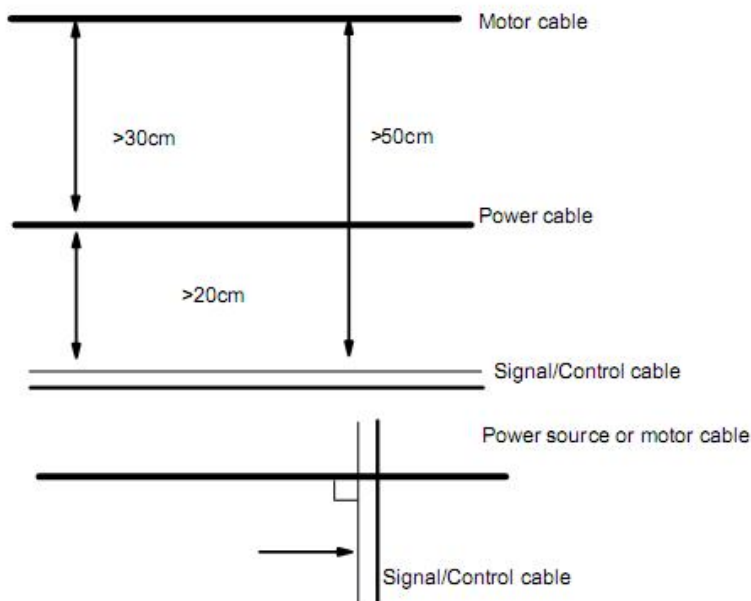 Motor cable
>30cm
>50cm
Power cable
>20cm
Signal/Control cable
Power source or motor cable
Signal/Control cable